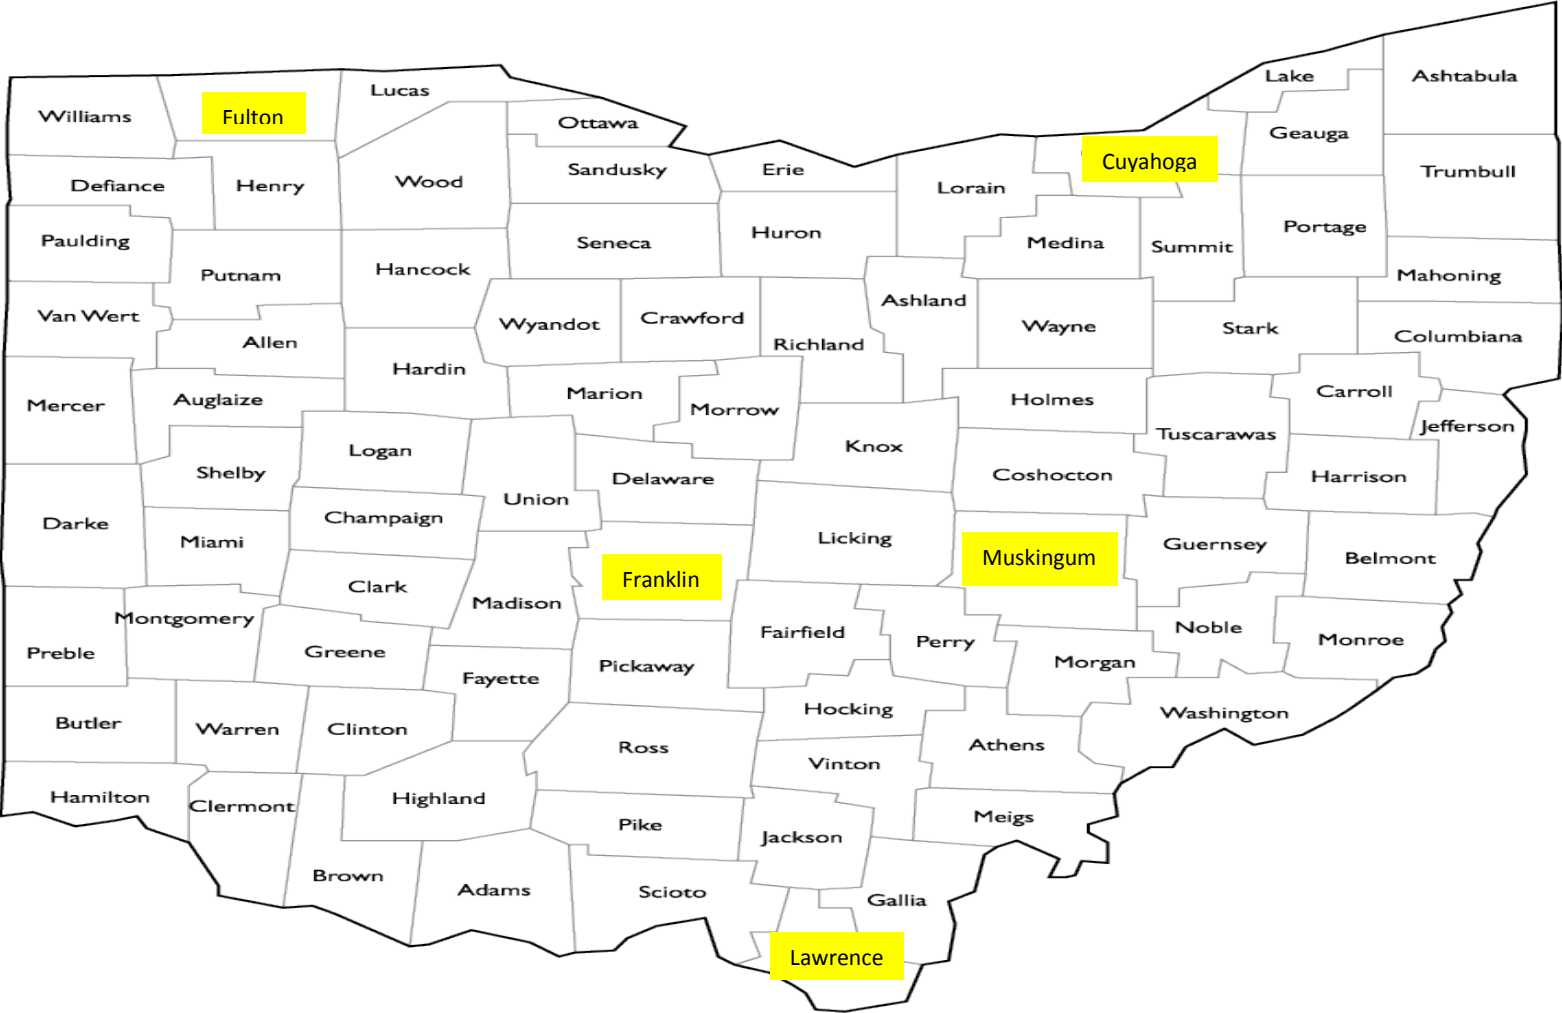 Lake
Ashtabula
Lucas
Williams
Fulton
Ottawa
Geauga
Cuyahoga
Trumbull
Defiance
Henry
Wood
Sandusky
Erie
Lorain
Paulding
Seneca
Huron
Medina
Summit
Portage
Putnam
Hancock
Mahoning
Van Wert
Allen
Wyandot
Crawford
Richland
Ashland
Wayne
Stark
Columbiana
Mercer
Auglaize
Hardin
Marion
Morrow
Holmes
Carroll
Logan
Knox
Tuscarawas
Jefferson
Shelby
Union
Delaware
Coshocton
Harrison
Darke
Miami
Champaign
Licking
Muskingum
Guernsey
Belmont
Clark
Madison
Franklin
Preble
Montgomery
Greene
Fayette
Pickaway
Fairfield
Perry
Morgan
Noble
Monroe
Butler
Warren
Clinton
Ross
Hocking
Athens
Washington
Vinton
Hamilton
Clermont
Highland
Pike
Jackson
Meigs
Brown
Adams
Scioto
Gallia
Lawrence